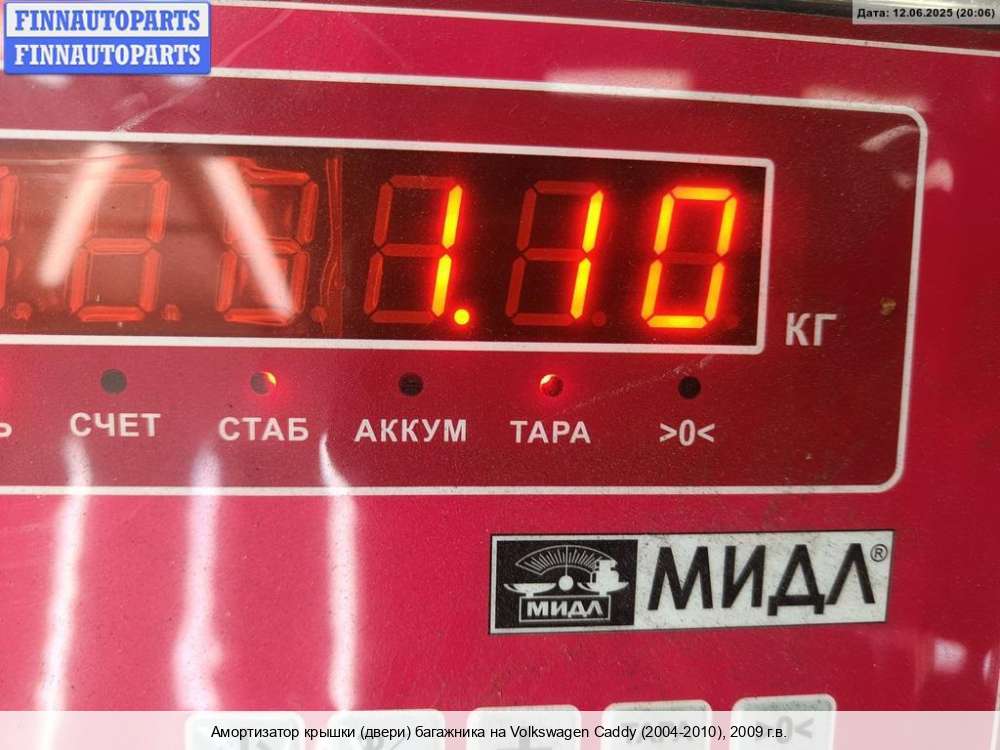 FINNAUTOPARTS
FINNAUTOPARTS
Дата: 12.06.2025 (20:06)
1.10
КГ
СЧЕТ
СТАБ
АККУМ
ТАРА
>0<
МИДЛ
МИДЛ®
>0<
Амортизатор крышки (двери) багажника на Volkswagen Caddy (2004-2010), 2009 г.в.